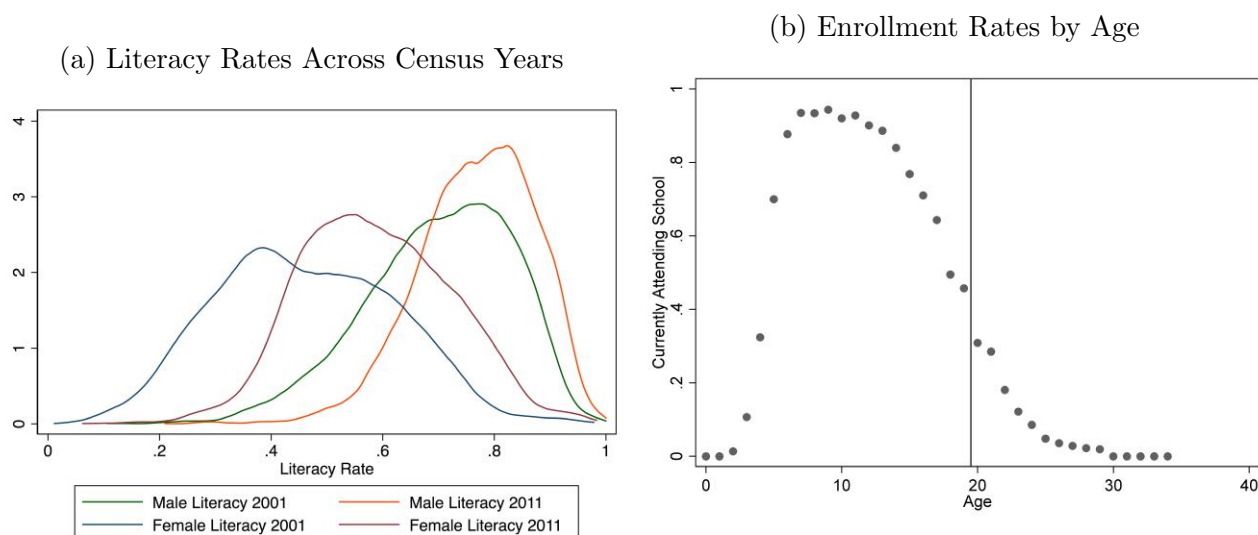 (a) Literacy Rates Across Census Years
4
3
2
1
0
0 .2 .4 .6 .8 1
Literacy Rate
Male Literacy 2001 Male Literacy 2011
Female Literacy 2001 Female Literacy 2011
(b) Enrollment Rates by Age
Currently Attending School
1
.8
.6
.4
.2
0
0 10 20 30 40
Age